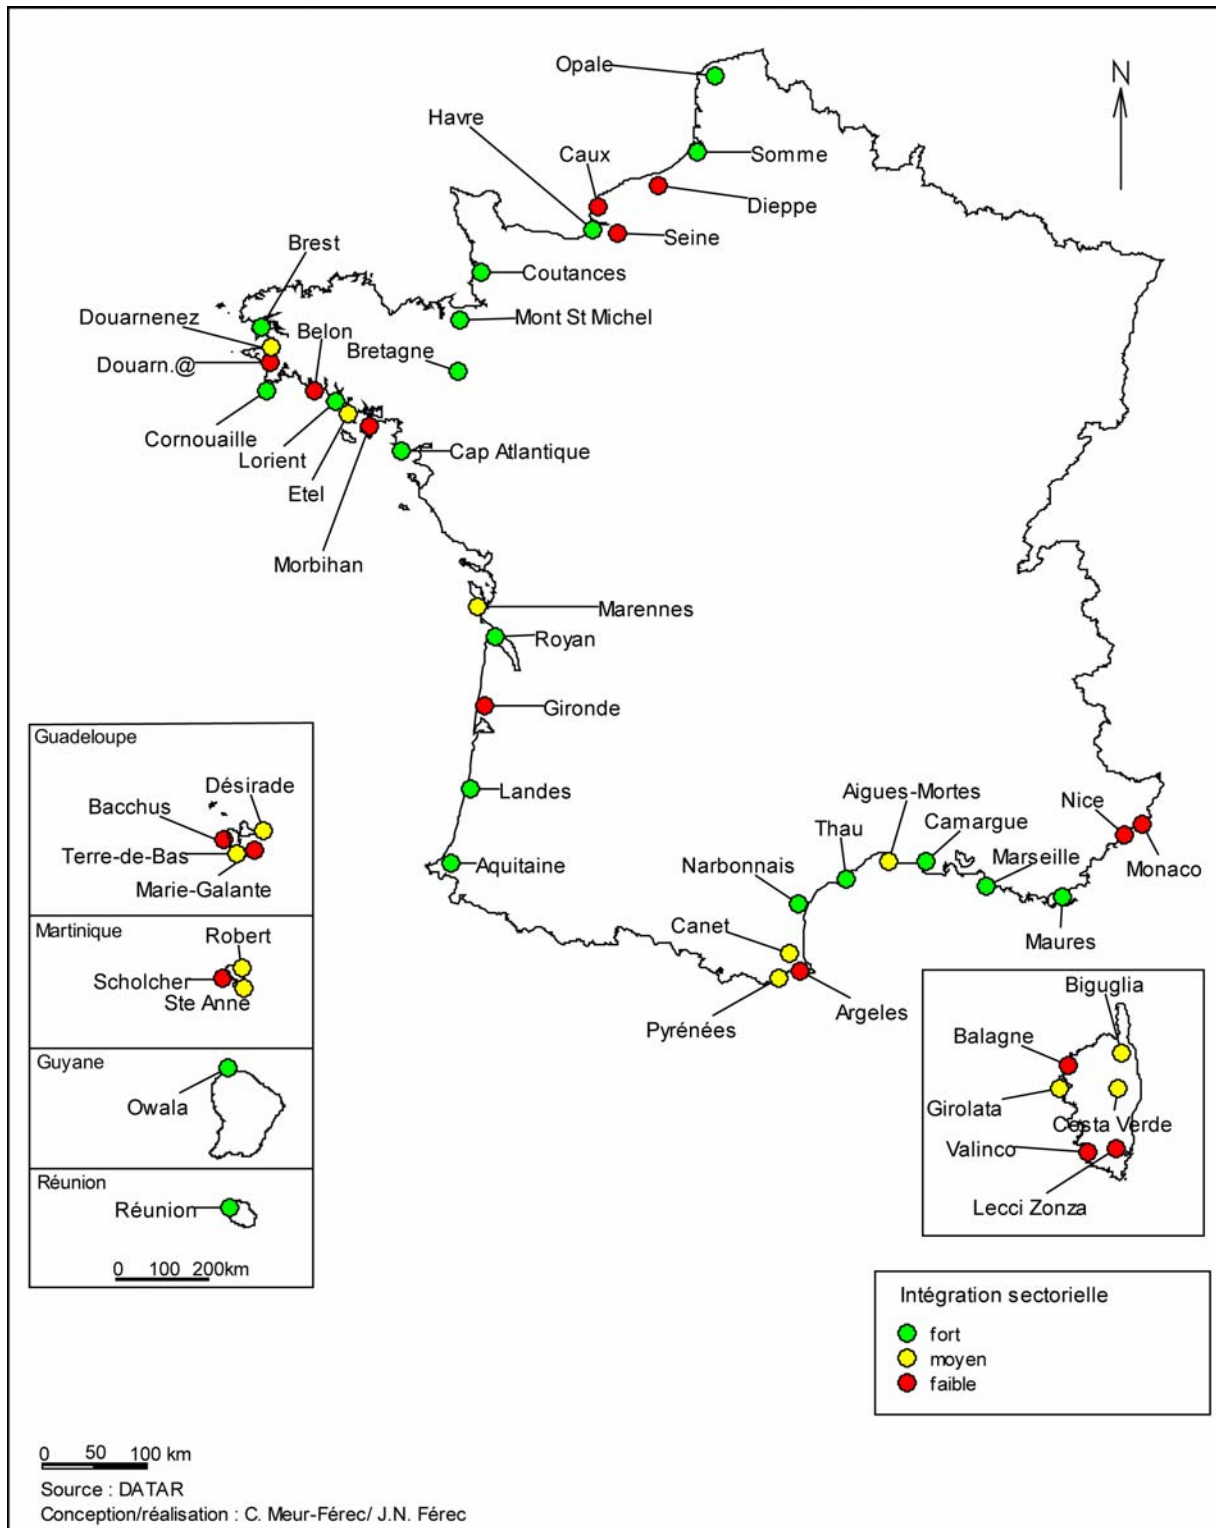 Opale
N
Havre
Caux
Somme
Dieppe
Seine
Brest
Coutances
Douarnenez
Belon
Mont St Michel
Bretagne
Douarn.@
Cornouaille
Lorient
Cap Atlantique
Etel
Morbihan
Marennes
Royan
Gironde
Guadeloupe
Désirade
Bacchus
Terre-de-Bas
Marie-Galante
Landes
Aquitaine
Aigues-Mortes
Nice
Thau
Camargue
Marseille
Monaco
Narbonnais
Canet
Maures
Pyrénées
Argeles
Martinique
Robert
Scholcher
Ste Anne
Guyane
Owala
Réunion
Réunion
0 100 200km
Biguglia
Balagne
Girolata
Costa Verde
Valinco
Lecci Zonza
Intégration sectorielle
fort
moyen
faible
0 50 100 km
Source : DATAR
Conception/réalisation : C. Meur-Férec/ J.N. Férec